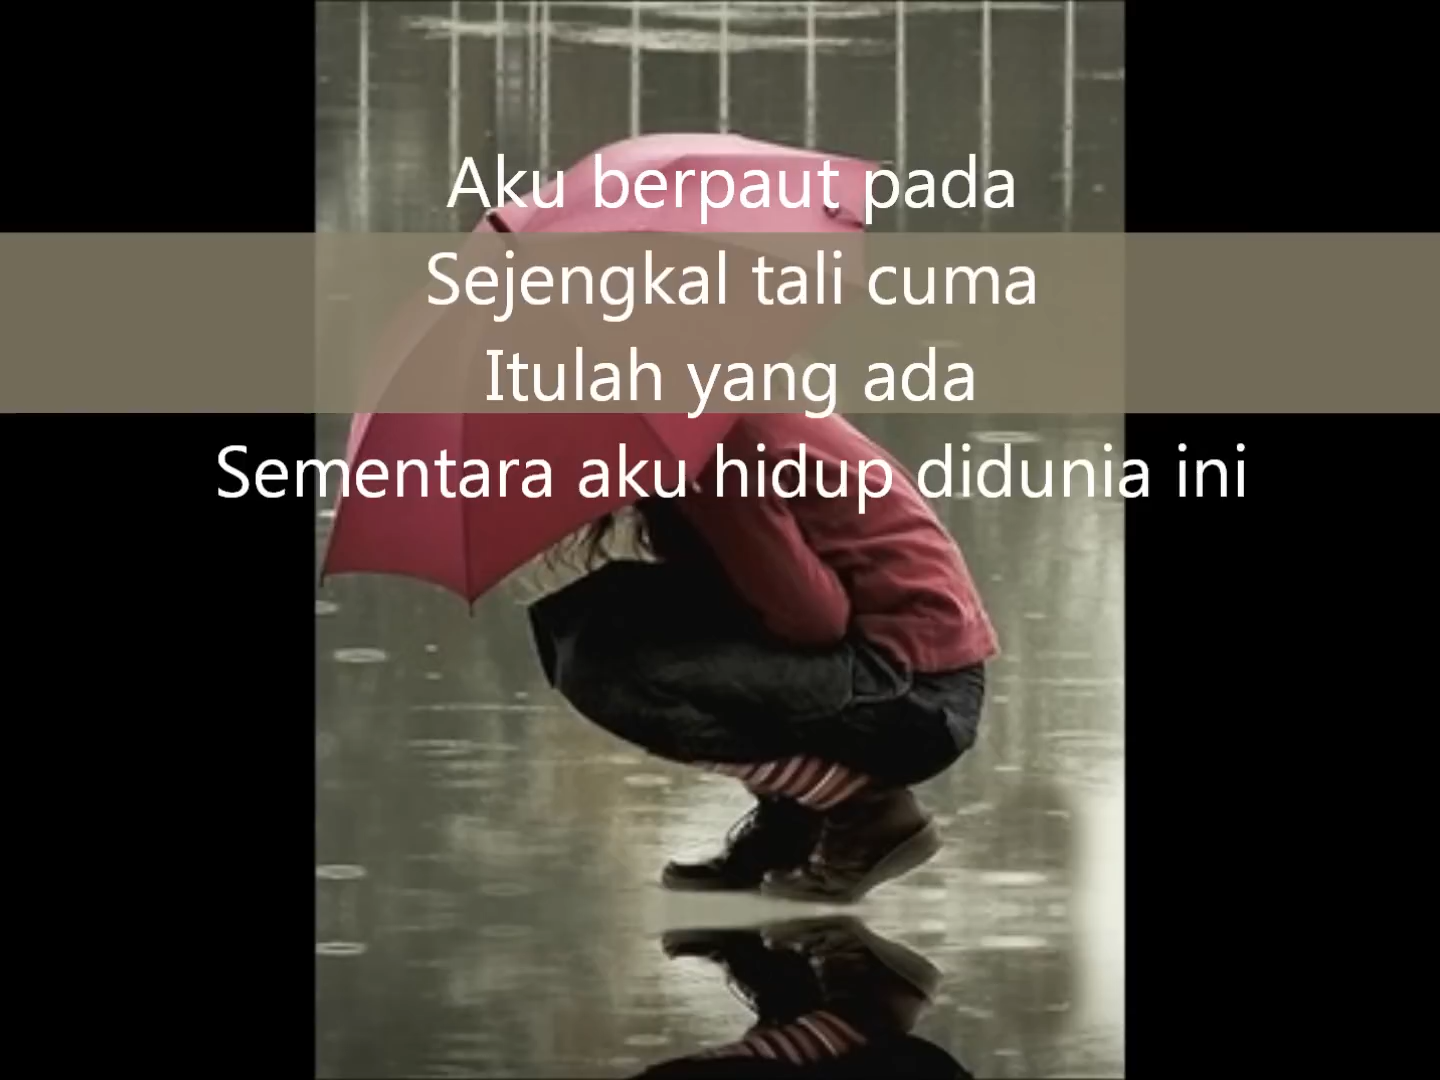 Aku berpaut pada
Sejengkal tali cuma
Itulah yang ada
Sementara aku hidup didunia ini